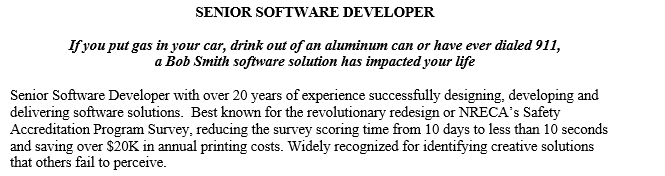 SENIOR SOFTWARE DEVELOPER
If you put gas in your car, drink out of an aluminum can or have ever dialed 911,
a Bob Smith software solution has impacted your life
Senior Software Developer with over 20 years of experience successfully designing, developing and
delivering software solutions.  Best known for the revolutionary redesign or NRECA's Safety
Accreditation Program Survey, reducing the survey scoring time from 10 days to less than 10 seconds
and saving over $20K in annual printing costs. Widely recognized for identifying creative solutions
that others fail to perceive.